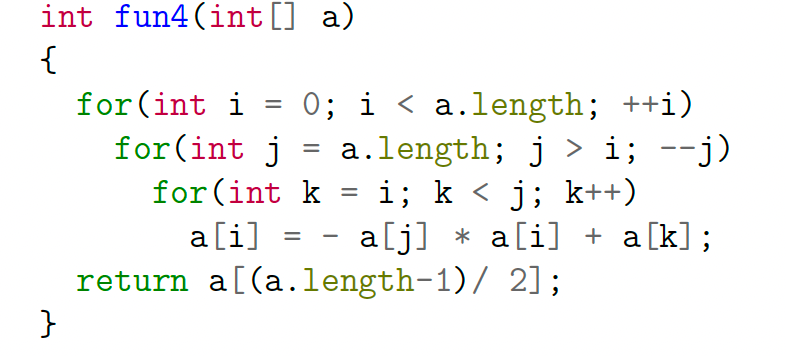 int fun4(int[] a)
{
for(int i = 0; i < a.length; ++i)
for(int j = a.length; j > i; --j)
for(int k = i; k < j; k++)
a[i] = - a[j] * a[i] + a[k];
return a[(a.length-1)/ 2];
}